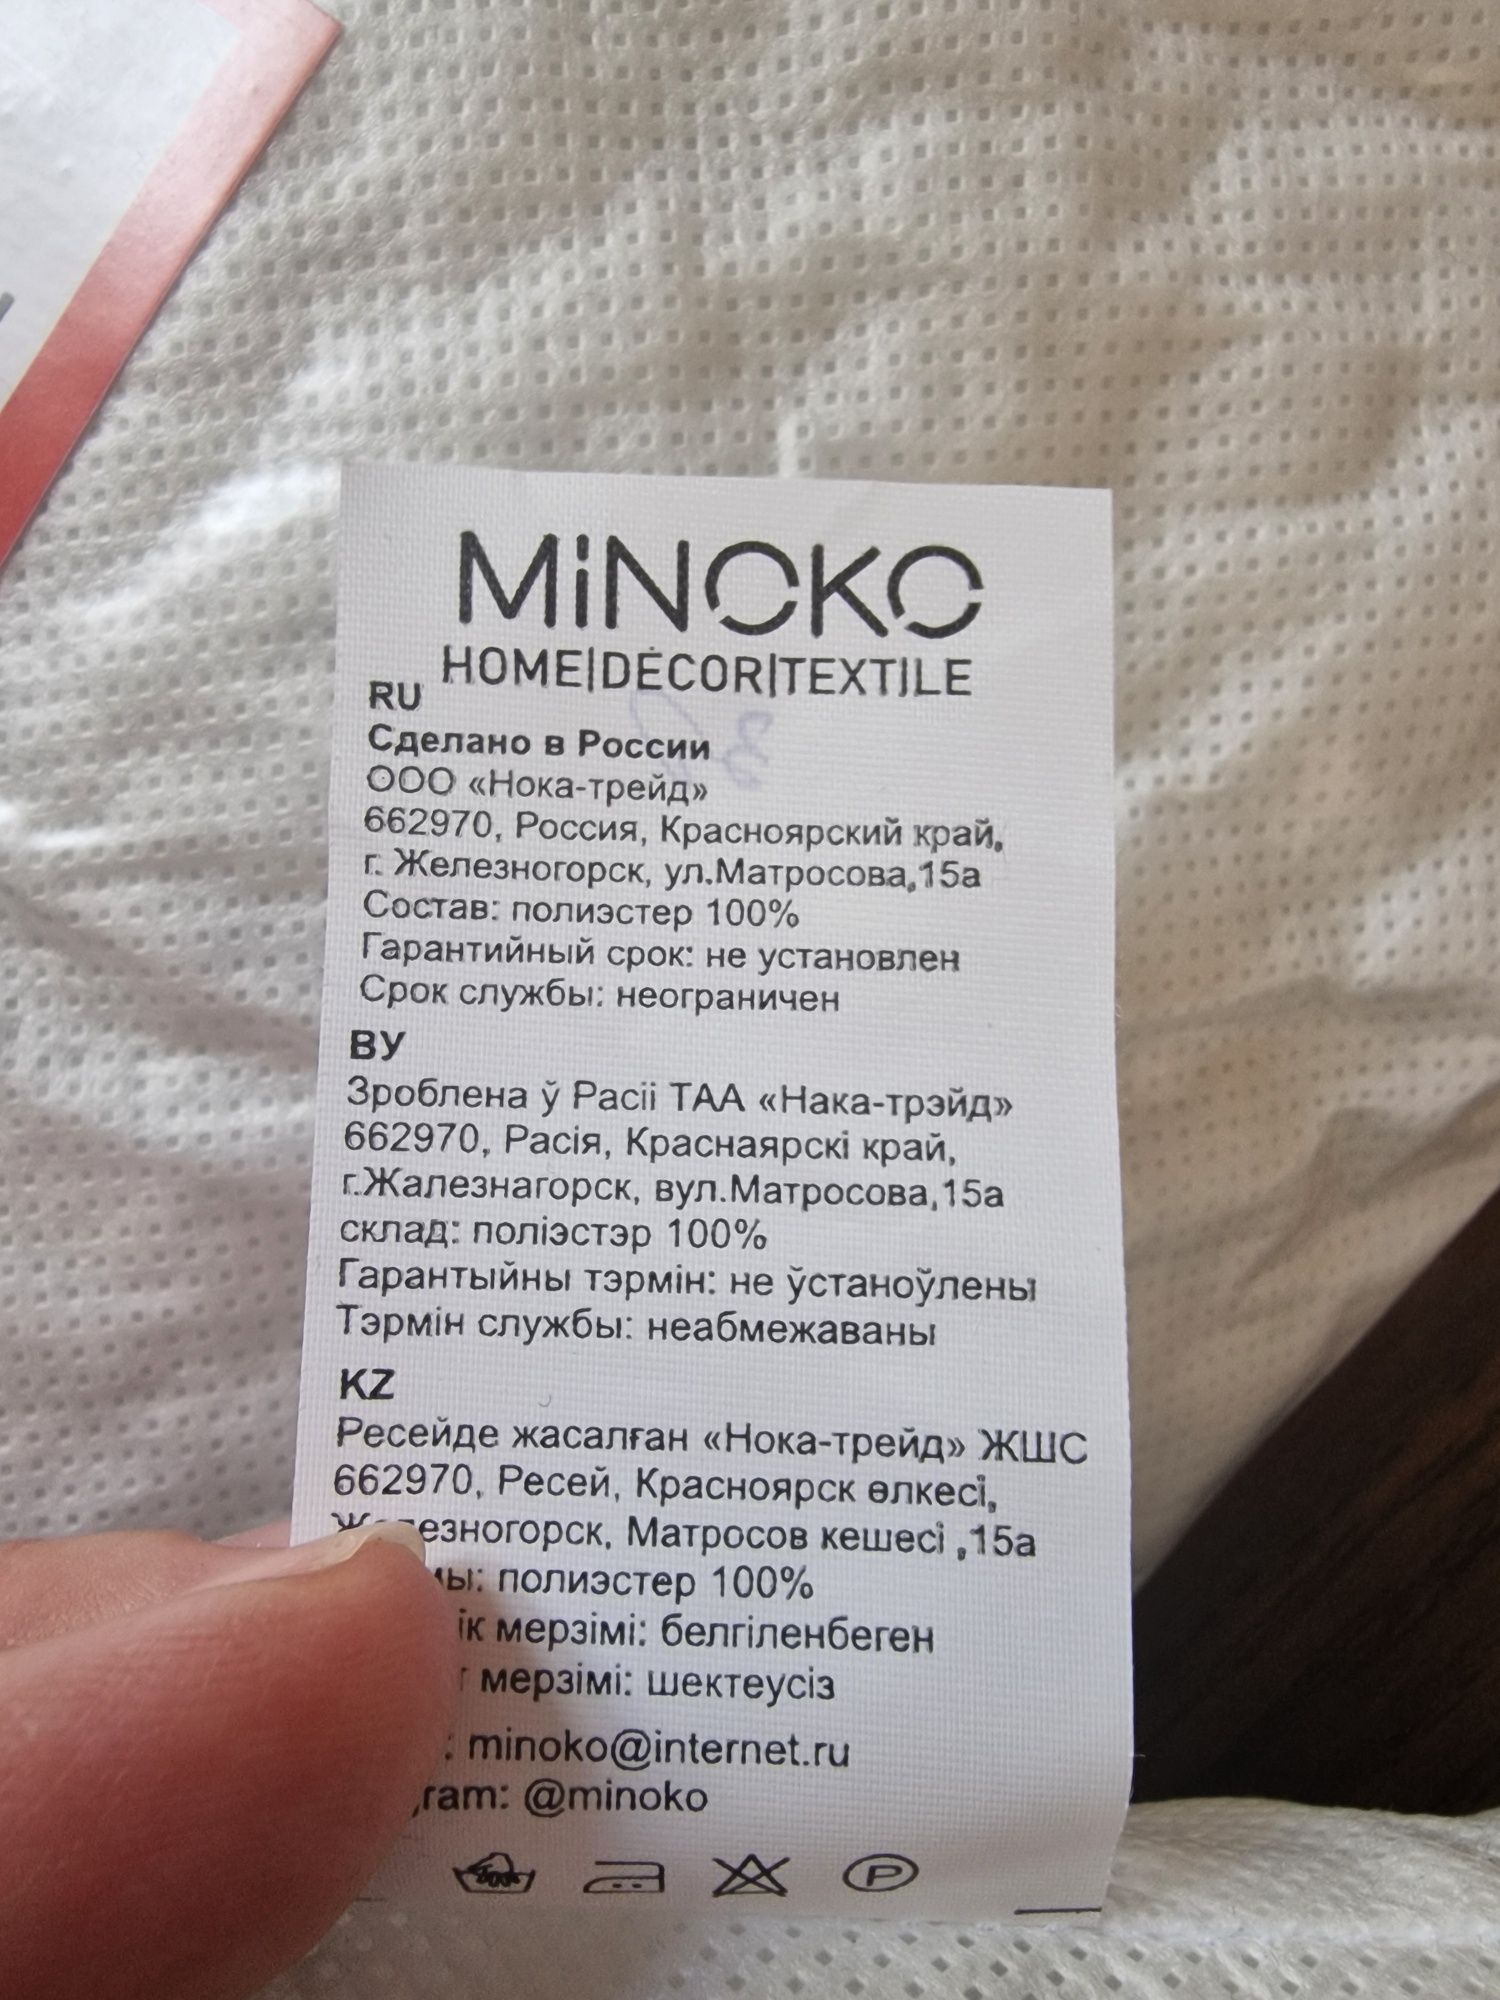 MiNOKO
HOME|DECOR|TEXTILE
RU
Сделано в России
ООО «Нока-трейд»
662970, Россия, Красноярский край,
г. Железногорск, ул.Матросова,15а
Состав: полиэстер 100%
Гарантийный срок: не установлен
Срок службы: неограничен
BY
Зроблена ў Расіі ТАА «Нака-трэйд»
662970, Расія, Краснаярскі край,
г.Жалезнагорск, вул.Матросова,15а
склад: поліэстэр 100%
Гарантыйны тэрмін: не ўстаноўлены
Тэрмін службы: неабмежаваны
KZ
Ресейде жасалған «Нока-трейд» ЖШС
662970, Ресей, Красноярск өлкесі,
Матросов кешесі ,15а
полиэстер 100%
мерзімі: белгіленбеген
мерзімі: шектеусіз
minoko@internet.ru
@minoko
P